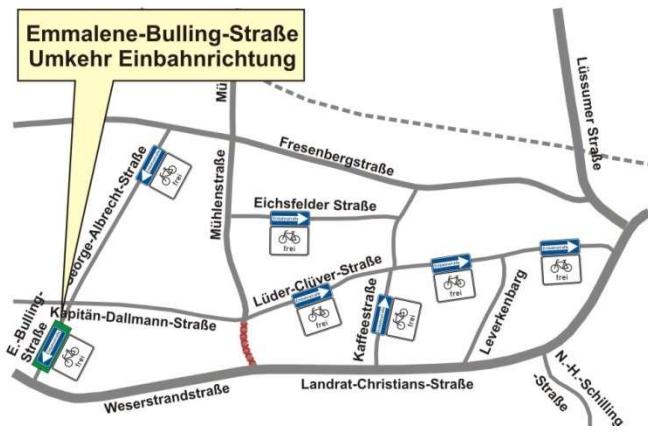 Emmalene-Bulling-Straße
Umkehr Einbahnrichtung
Mü
Lüssumer Straße
Fresenbergstraße
George-Albrecht-Straße
frei
Mühlenstraße
Eichsfelder Straße
frei
Lüder-Clüver-Straße
frei
frei
frei
Kaffeestraße
frei
Leverkenbarg
Kapitän-Dallmann-Straße
E.-Bulling-
Straße
frei
Weserstrandstraße
Landrat-Christians-Straße
N.-H.-Schilling
-Straße